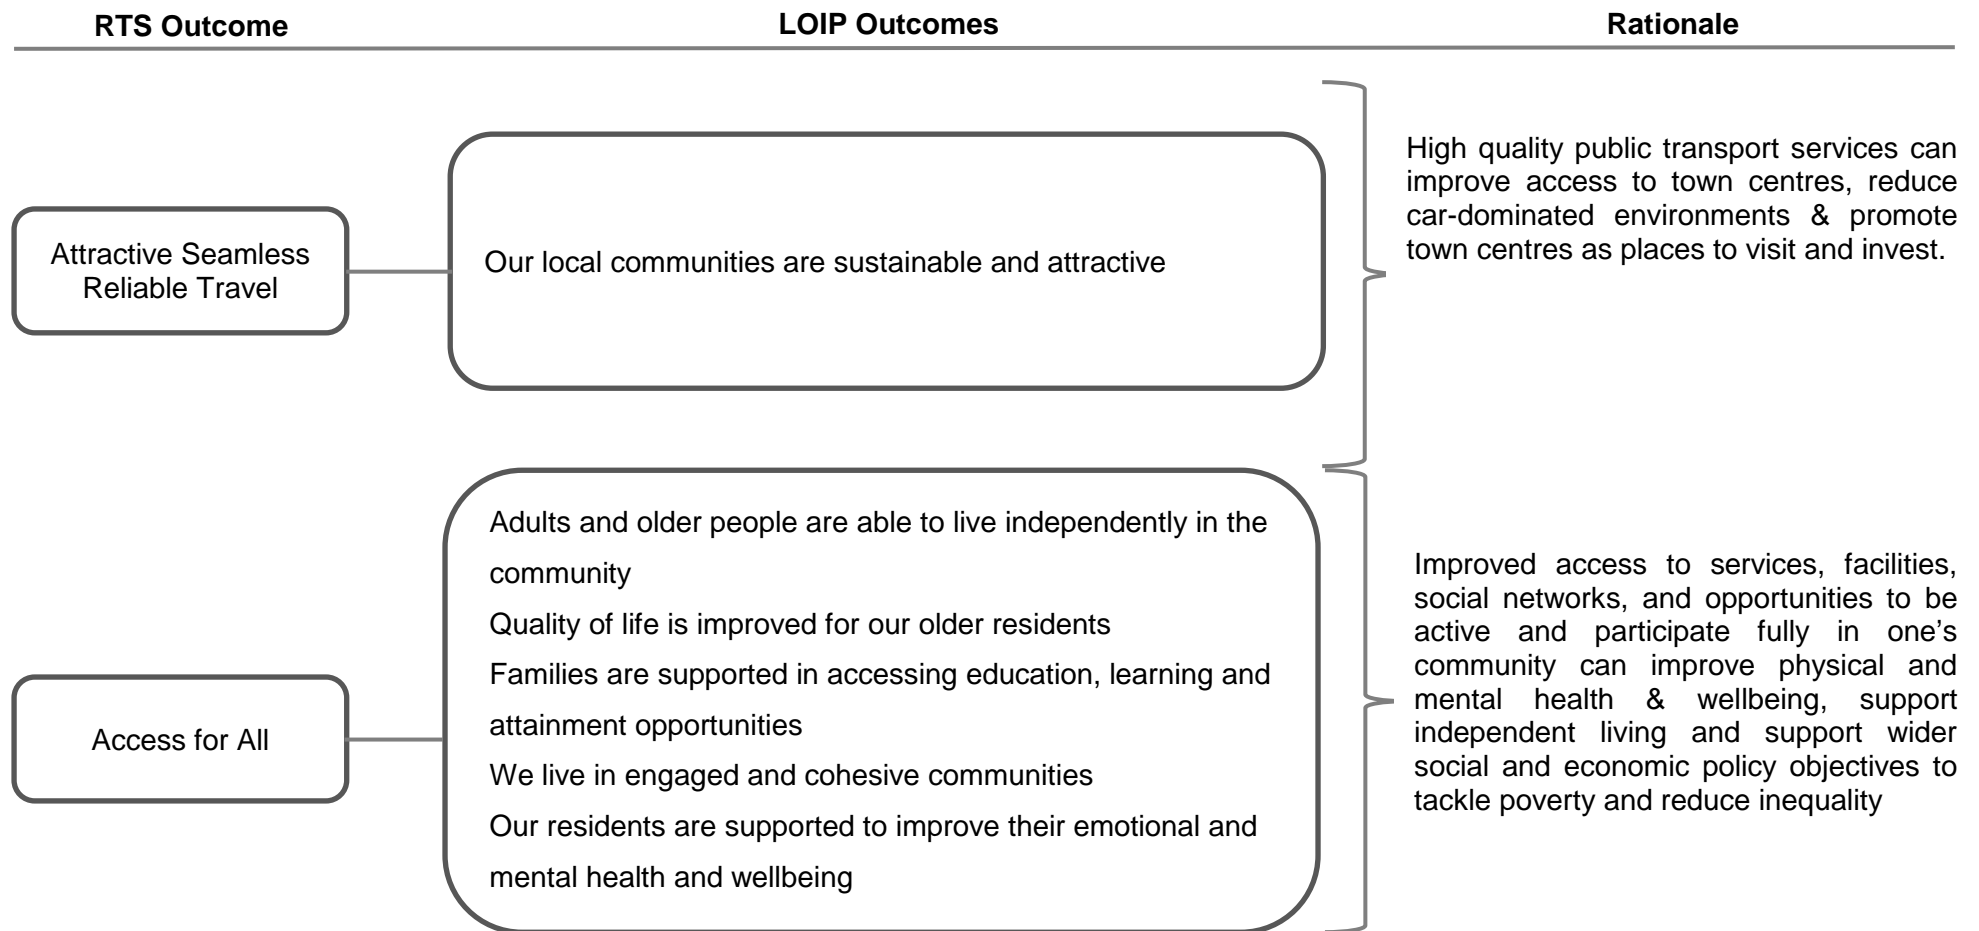 RTS Outcome
LOIP Outcomes
Rationale
Attractive Seamless
Reliable Travel
Our local communities are sustainable and attractive
High quality public transport services can
improve access to town centres, reduce
car-dominated environments & promote
town centres as places to visit and invest.
Access for All
Adults and older people are able to live independently in the
community
Quality of life is improved for our older residents
Families are supported in accessing education, learning and
attainment opportunities
We live in engaged and cohesive communities
Our residents are supported to improve their emotional and
mental health and wellbeing
Improved access to services, facilities,
social networks, and opportunities to be
active and participate fully in one’s
community can improve physical and
mental health & wellbeing, support
independent living and support wider
social and economic policy objectives to
tackle poverty and reduce inequality